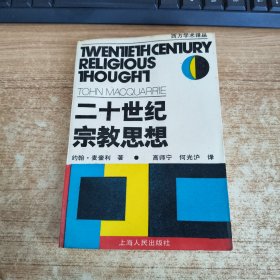 西方学术译丛
TWENTIETH CENTURY
RELIGIOUS
THOUGHT
TOHN MACQUARRIE
二十世纪
宗教思想
约翰·麦奎利 著 ● 高师宁 何光沪 译
上海人民出版社